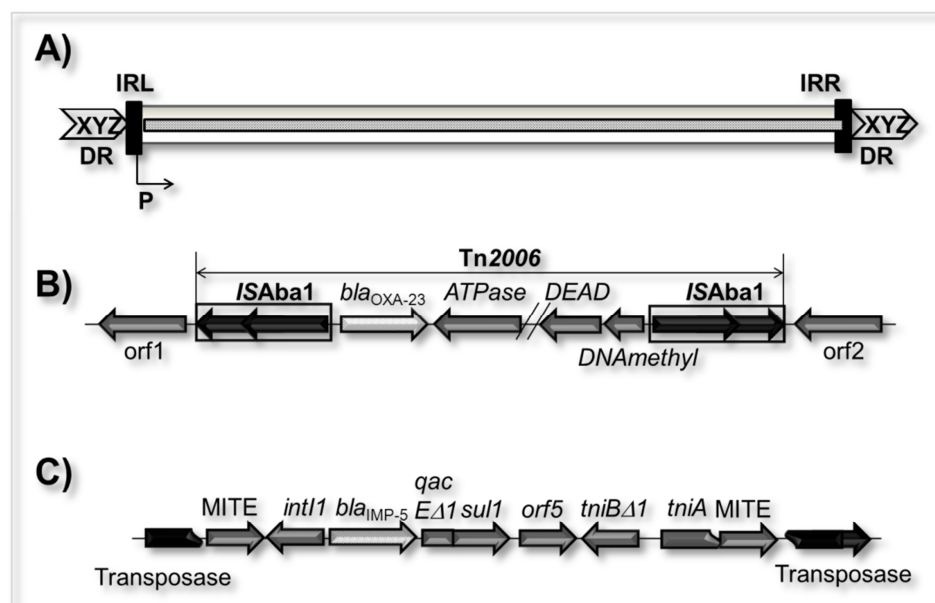 A)
IRL IRR
XYZ XYZ
DR DR
P
Tn2006
B)
ISAba1 blaOXA-23 ATPase DEAD ISAba1
orf1 DNAmethyl orf2
C)
qac
MITE intI1 blaIMP-5 EΔ1 sul1 orf5 tniBΔ1 tniA MITE
Transposase Transposase